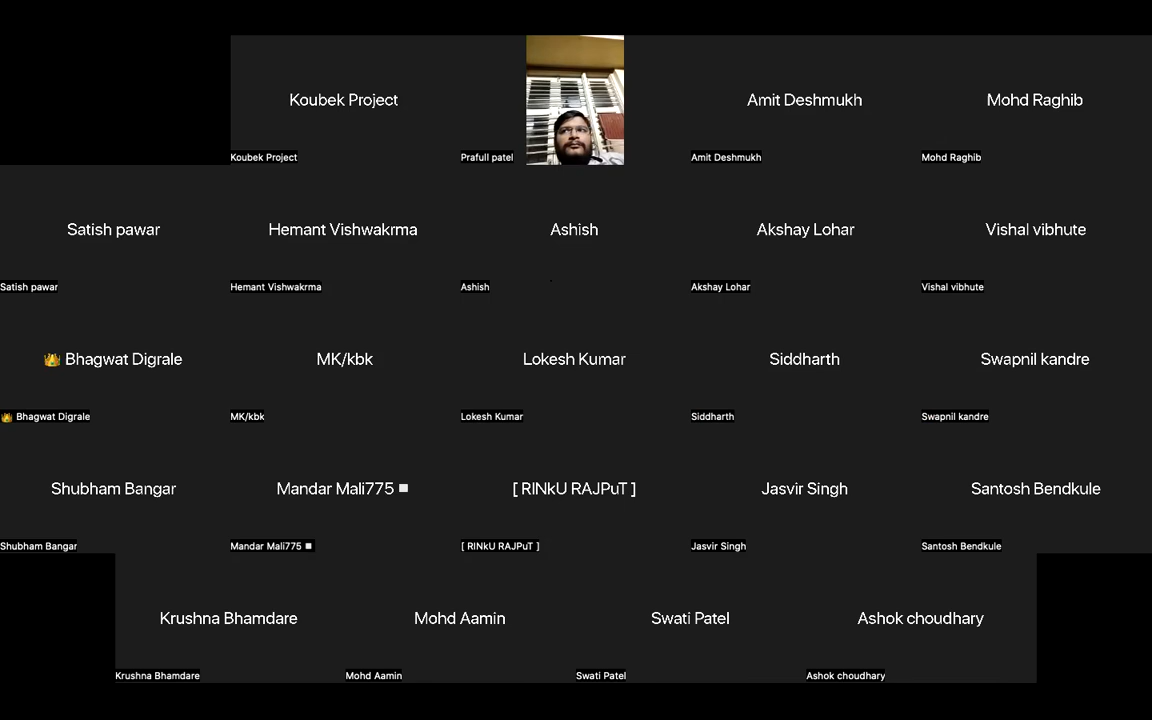 Koubek Project
Amit Deshmukh
Mohd Raghib
Koubek Project
Prafull patel
Amit Deshmukh
Mohd Raghib
Satish pawar
Hemant Vishwakrma
Ashish
Akshay Lohar
Vishal vibhute
Satish pawar
Hemant Vishwakrma
Ashish
Akshay Lohar
Vishal vibhute
👑 Bhagwat Digrale
MK/kbk
Lokesh Kumar
Siddharth
Swapnil kandre
👑 Bhagwat Digrale
MK/kbk
Lokesh Kumar
Siddharth
Swapnil kandre
Shubham Bangar
Mandar Mali775 ◽
[ RINkU RAJPuT ]
Jasvir Singh
Santosh Bendkule
Shubham Bangar
Mandar Mali775 ◽
[ RINkU RAJPuT ]
Jasvir Singh
Santosh Bendkule
Krushna Bhamdare
Mohd Aamin
Swati Patel
Ashok choudhary
Krushna Bhamdare
Mohd Aamin
Swati Patel
Ashok choudhary